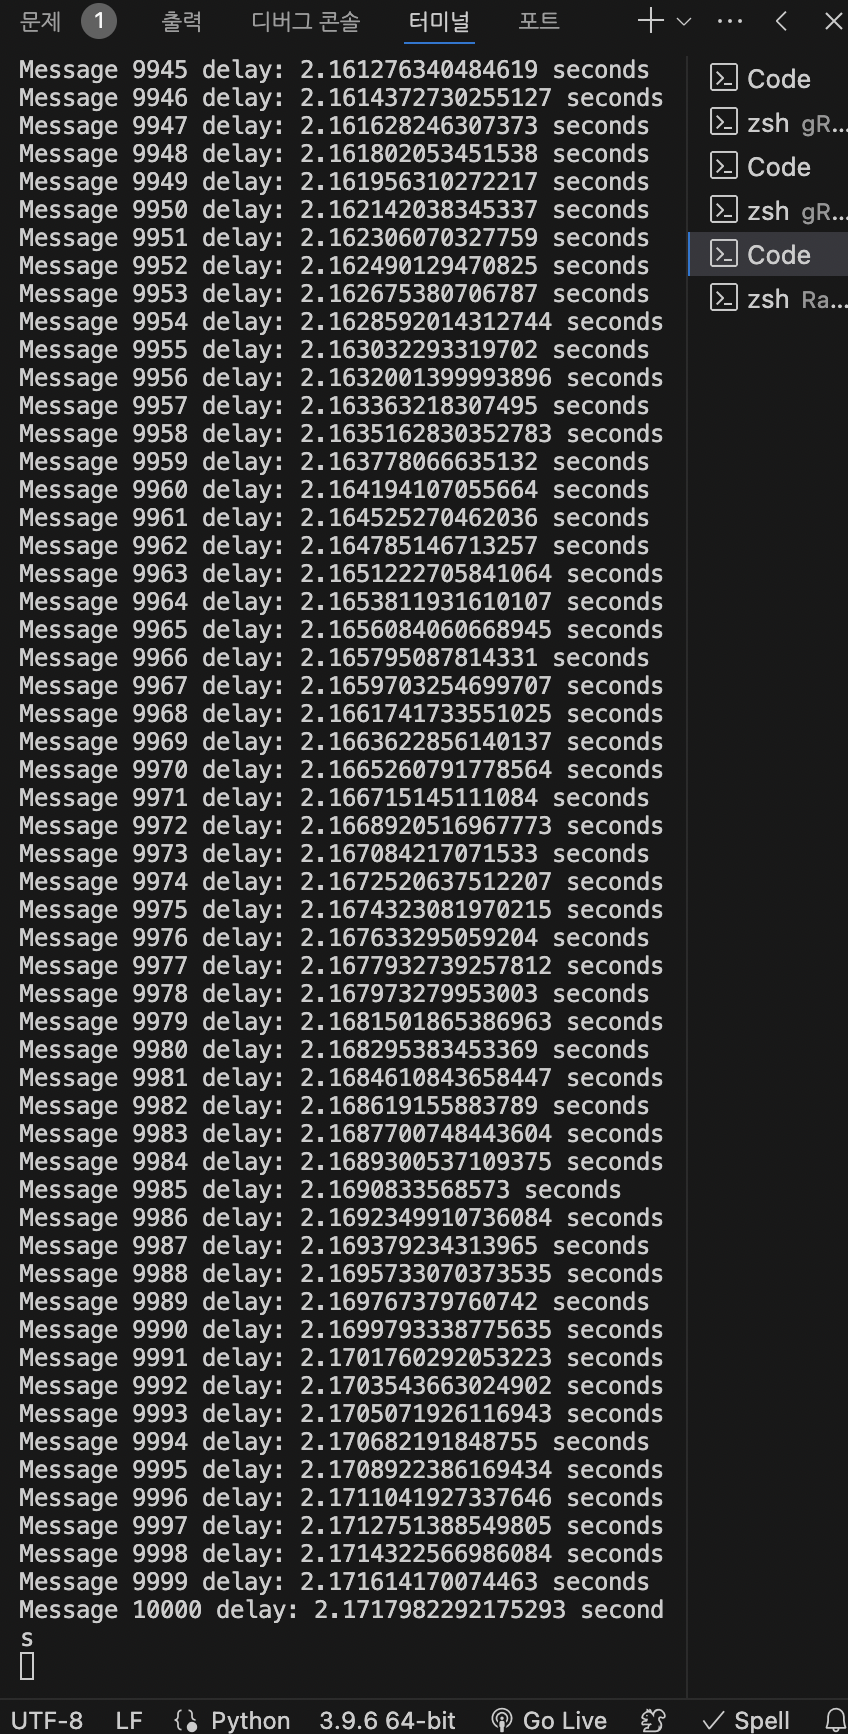 문제 1 출력 디버그 콘솔 터미널 포트
Message 9945 delay: 2.161276340484619 seconds
Message 9946 delay: 2.1614372730255127 seconds
Message 9947 delay: 2.161628246307373 seconds
Message 9948 delay: 2.161802053451538 seconds
Message 9949 delay: 2.161956310272217 seconds
Message 9950 delay: 2.162142038345337 seconds
Message 9951 delay: 2.162306070327759 seconds
Message 9952 delay: 2.162490129470825 seconds
Message 9953 delay: 2.162675380706787 seconds
Message 9954 delay: 2.1628592014312744 seconds
Message 9955 delay: 2.163032293319702 seconds
Message 9956 delay: 2.1632001399993896 seconds
Message 9957 delay: 2.163363218307495 seconds
Message 9958 delay: 2.1635162830352783 seconds
Message 9959 delay: 2.163778066635132 seconds
Message 9960 delay: 2.164194107055664 seconds
Message 9961 delay: 2.164525270462036 seconds
Message 9962 delay: 2.164785146713257 seconds
Message 9963 delay: 2.1651222705841064 seconds
Message 9964 delay: 2.1653811931610107 seconds
Message 9965 delay: 2.1656084060668945 seconds
Message 9966 delay: 2.165795087814331 seconds
Message 9967 delay: 2.1659703254699707 seconds
Message 9968 delay: 2.1661741733551025 seconds
Message 9969 delay: 2.1663622856140137 seconds
Message 9970 delay: 2.1665260791778564 seconds
Message 9971 delay: 2.166715145111084 seconds
Message 9972 delay: 2.1668920516967773 seconds
Message 9973 delay: 2.167084217071533 seconds
Message 9974 delay: 2.1672520637512207 seconds
Message 9975 delay: 2.1674323081970215 seconds
Message 9976 delay: 2.167633295059204 seconds
Message 9977 delay: 2.1677932739257812 seconds
Message 9978 delay: 2.167973279953003 seconds
Message 9979 delay: 2.1681501865386963 seconds
Message 9980 delay: 2.168295383453369 seconds
Message 9981 delay: 2.1684610843658447 seconds
Message 9982 delay: 2.168619155883789 seconds
Message 9983 delay: 2.1687700748443604 seconds
Message 9984 delay: 2.1689300537109375 seconds
Message 9985 delay: 2.1690833568573 seconds
Message 9986 delay: 2.1692349910736084 seconds
Message 9987 delay: 2.169379234313965 seconds
Message 9988 delay: 2.1695733070373535 seconds
Message 9989 delay: 2.169767379760742 seconds
Message 9990 delay: 2.1699793338775635 seconds
Message 9991 delay: 2.1701760292053223 seconds
Message 9992 delay: 2.1703543663024902 seconds
Message 9993 delay: 2.1705071926116943 seconds
Message 9994 delay: 2.170682191848755 seconds
Message 9995 delay: 2.1708922386169434 seconds
Message 9996 delay: 2.1711041927337646 seconds
Message 9997 delay: 2.1712751388549805 seconds
Message 9998 delay: 2.1714322566986084 seconds
Message 9999 delay: 2.171614170074463 seconds
Message 10000 delay: 2.1717982292175293 second
s
Code
zsh gR...
Code
zsh gR...
Code
zsh Ra...
UTF-8 LF Python 3.9.6 64-bit Go Live Spell